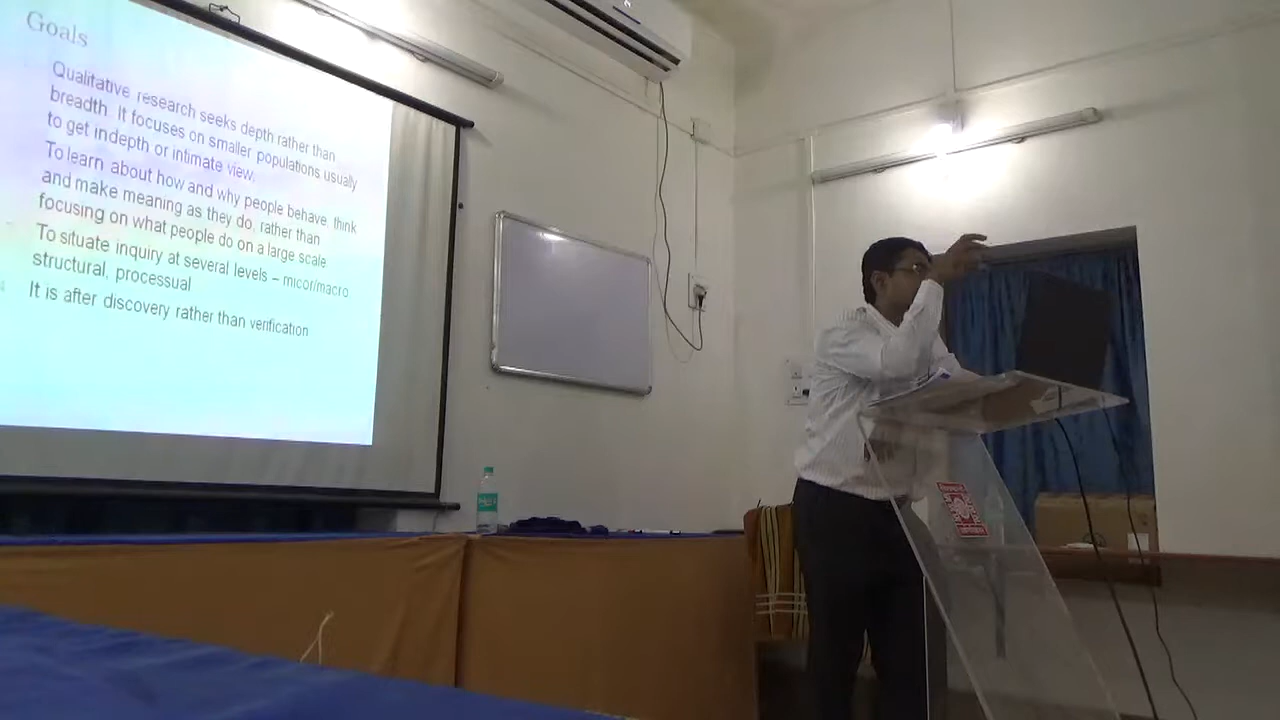 Goals
Qualitative research seeks depth rather than
breadth. It focuses on smaller populations usually
to get indepth or intimate view.
To learn about how and why people behave, think
and make meaning as they do, rather than
focusing on what people do on a large scale
To situate inquiry at several levels – micor/macro
structural, processual
It is after discovery rather than verification